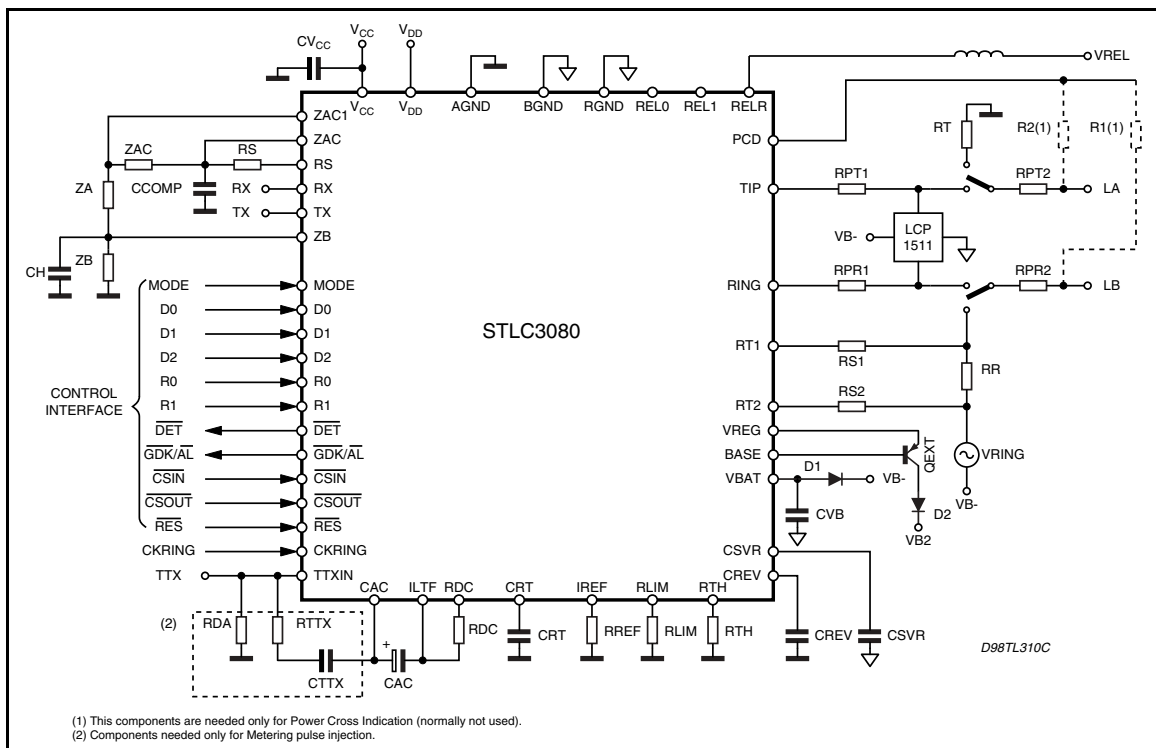 CVCC
VCC
VDD
VCC
VDD
AGND
BGND
RGND
REL0
REL1
RELR
VREL
ZAC1
ZAC
RS
RX
TX
ZB
ZAC
RS
ZA
CCOMP
RX
TX
CH
ZB
PCD
RT
R2(1)
R1(1)
TIP
RPT1
RPT2
LA
VB-
LCP
1511
RING
RPR1
RPR2
LB
STLC3080
CONTROL
INTERFACE
MODE
MODE
D0
D0
D1
D1
D2
D2
R0
R0
R1
R1
DET
DET
GDK/AL
GDK/AL
CSIN
CSIN
CSOUT
CSOUT
RES
RES
CKRING
CKRING
TTX
TTXIN
RT1
RS1
RR
RT2
RS2
VREG
BASE
QEXT
VRING
VBAT
D1
VB-
VB-
CVB
D2
VB2
CSVR
CREV
CAC
ILTF
RDC
CRT
IREF
RLIM
RTH
(2)
RDA
RTTX
CTTX
+
CAC
RDC
CRT
RREF
RLIM
RTH
CREV
CSVR
D98TL310C
(1) This components are needed only for Power Cross Indication (normally not used).
(2) Components needed only for Metering pulse injection.